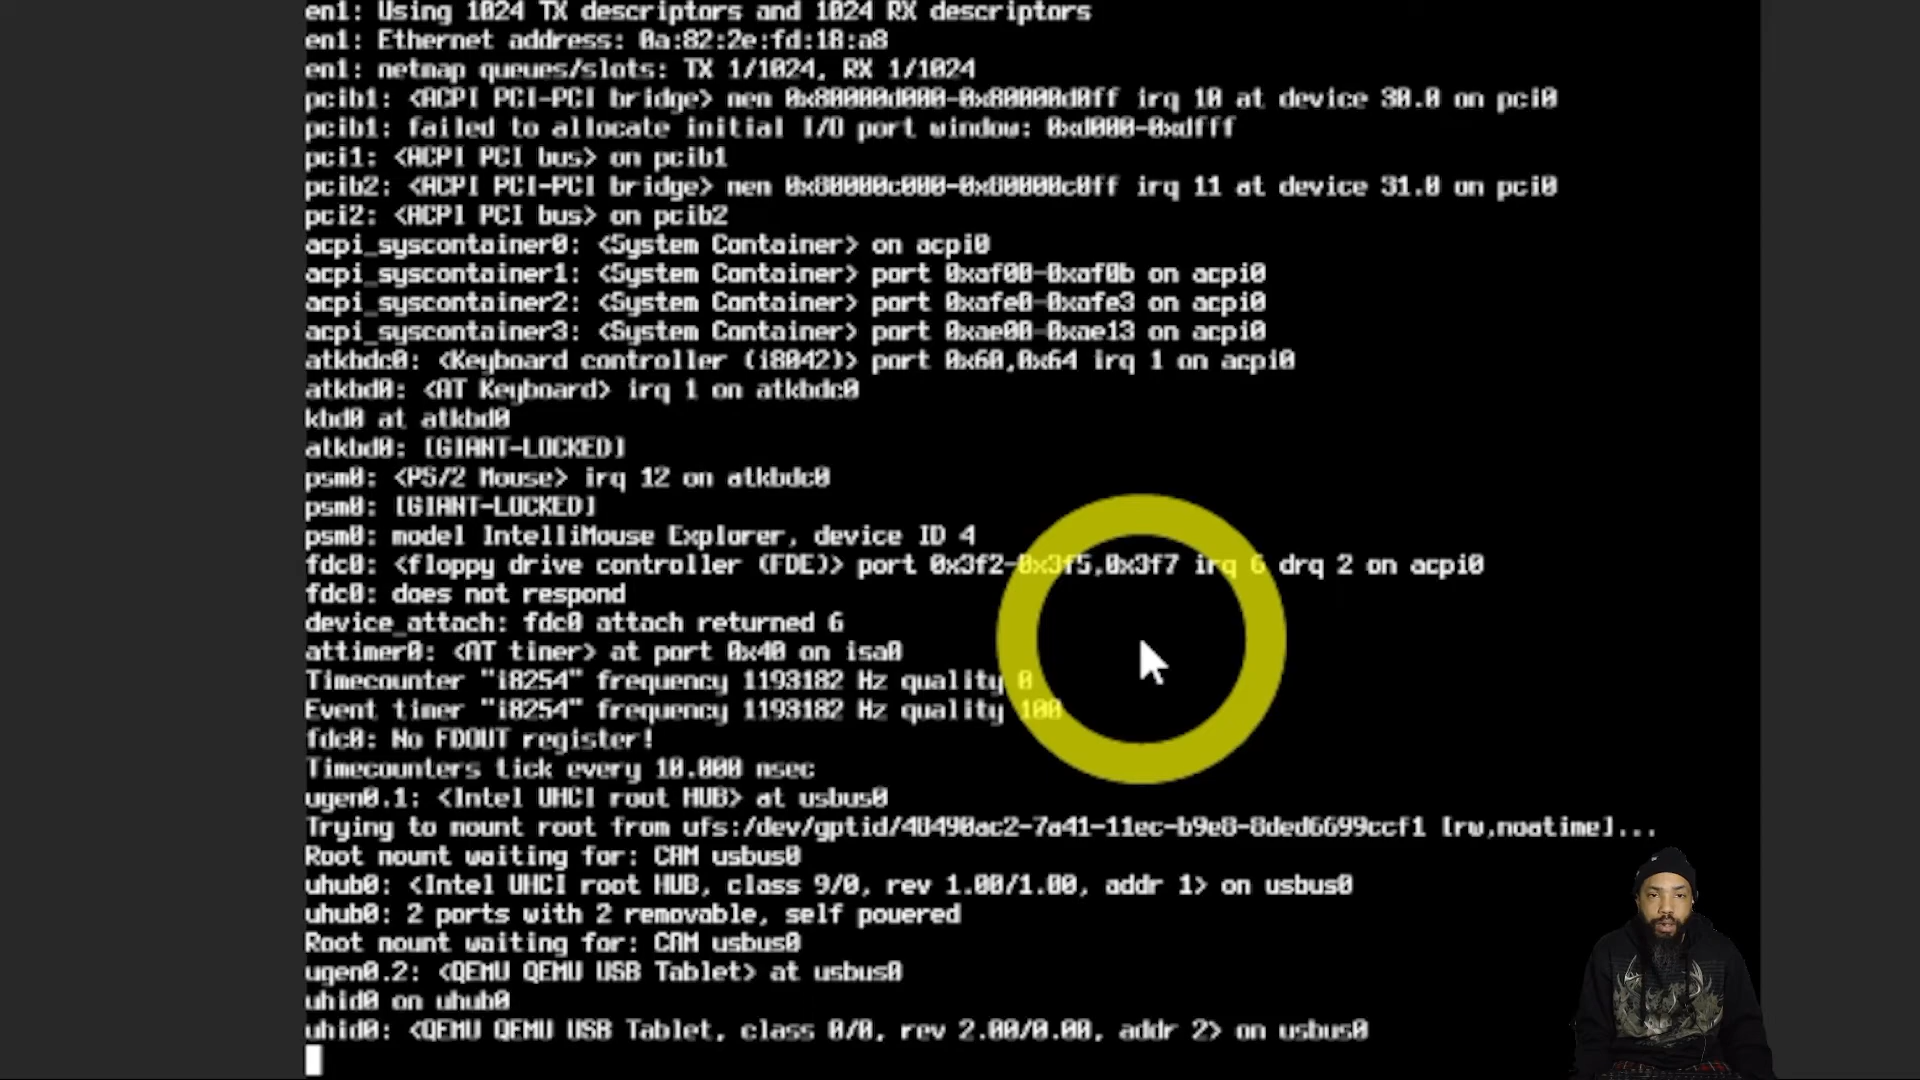 en1: Using 1024 TX descriptors and 1024 RX descriptors
en1: Ethernet address: 0a:82:2e:fd:18:a8
en1: netmap queues/slots: TX 1/1024, RX 1/1024
pcib1: <ACPI PCI-PCI bridge> mem 0x80000d000-0x80000d0ff irq 10 at device 30.0 on pci0
pcib1: failed to allocate initial I/O port window: 0xd000-0xdfff
pci1: <ACPI PCI bus> on pcib1
pcib2: <ACPI PCI-PCI bridge> mem 0x80000c000-0x80000c0ff irq 11 at device 31.0 on pci0
pci2: <ACPI PCI bus> on pcib2
acpi_syscontainer0: <System Container> on acpi0
acpi_syscontainer1: <System Container> port 0xaf00-0xaf0b on acpi0
acpi_syscontainer2: <System Container> port 0xafe0-0xafe3 on acpi0
acpi_syscontainer3: <System Container> port 0xae00-0xae13 on acpi0
atkbdc0: <Keyboard controller (i8042)> port 0x60,0x64 irq 1 on acpi0
atkbd0: <AT Keyboard> irq 1 on atkbdc0
kbd0 at atkbd0
atkbd0: [GIANT-LOCKED]
psm0: <PS/2 Mouse> irq 12 on atkbdc0
psm0: [GIANT-LOCKED]
psm0: model IntelliMouse Explorer, device ID 4
fdc0: <floppy drive controller (FDE)> port 0x3f2-0x3f5,0x3f7 irq 6 drq 2 on acpi0
fdc0: does not respond
device_attach: fdc0 attach returned 6
attimer0: <AT timer> at port 0x40 on isa0
Timecounter "i8254" frequency 1193182 Hz quality 0
Event timer "i8254" frequency 1193182 Hz quality 100
fdc0: No FDOUT register!
Timecounters tick every 10.000 msec
ugen0.1: <Intel UHCI root HUB> at usbus0
Trying to mount root from ufs:/dev/gptid/48490ac2-7a41-11ec-b9e8-8ded6699ccf1 [rw,noatime]...
Root mount waiting for: CAM usbus0
uhub0: <Intel UHCI root HUB, class 9/0, rev 1.00/1.00, addr 1> on usbus0
uhub0: 2 ports with 2 removable, self powered
Root mount waiting for: CAM usbus0
ugen0.2: <QEMU QEMU USB Tablet> at usbus0
uhid0 on uhub0
uhid0: <QEMU QEMU USB Tablet, class 0/0, rev 2.00/0.00, addr 2> on usbus0